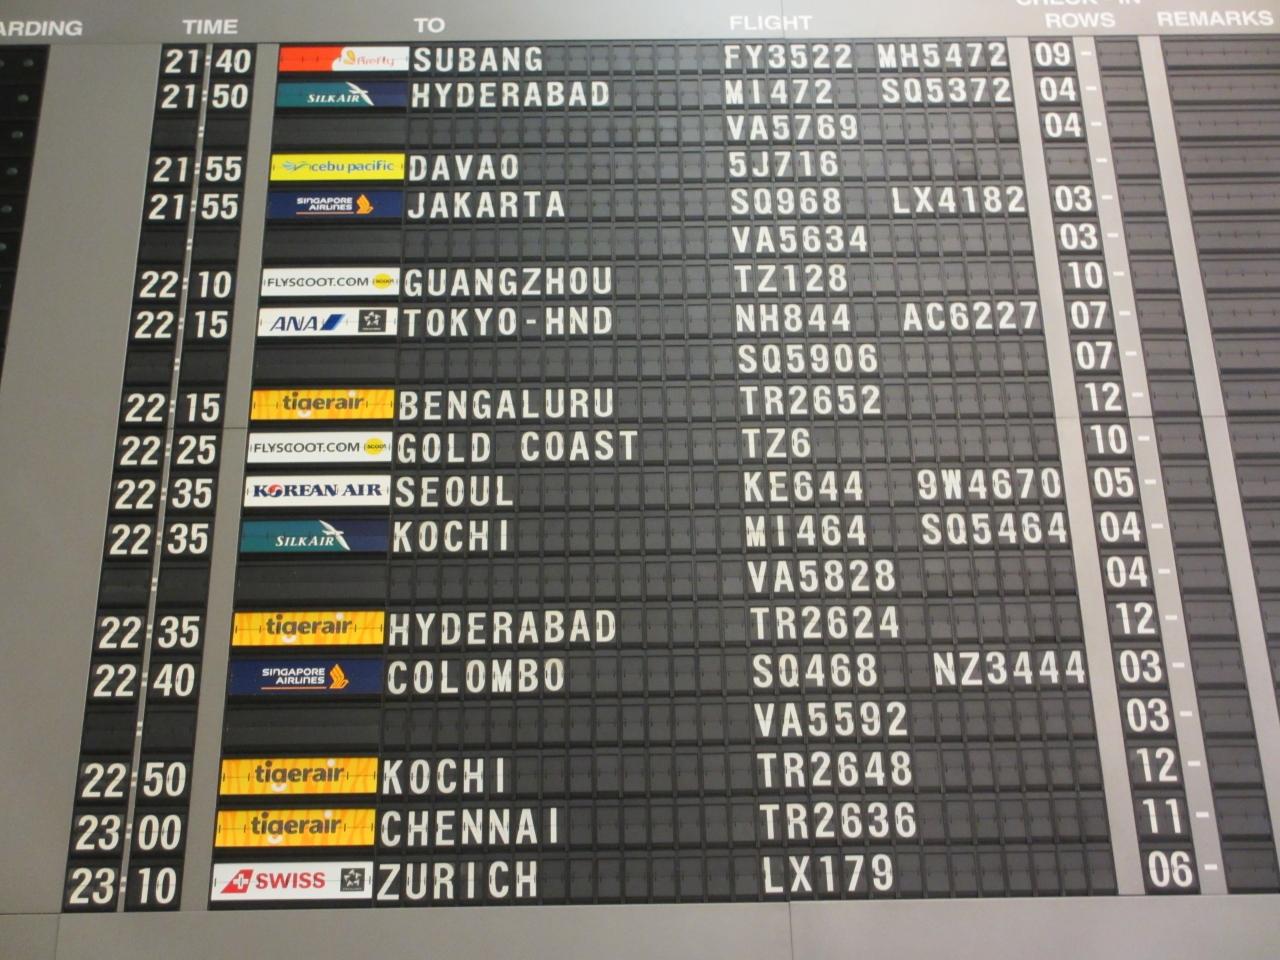 ARDING TIME TO FLIGHT CHECK-IN ROWS REMARKS
21:40 firefly SUBANG FY3522 MH5472 09-
21:50 SILKAIR HYDERABAD MI472 SQ5372 04-
: VA5769 04-
21:55 cebu pacific DAVAO 5J716 -
21:55 SINGAPORE AIRLINES JAKARTA SQ968 LX4182 03-
: VA5634 03-
22:10 FLYSCOOT.COM scoot GUANGZHOU TZ128 10-
22:15 ANA TOKYO-HND NH844 AC6227 07-
: SQ5906 07-
22:15 tigerair BENGALURU TR2652 12-
22:25 FLYSCOOT.COM scoot GOLD COAST TZ6 10-
22:35 KOREAN AIR SEOUL KE644 9W4670 05-
22:35 SILKAIR KOCHI MI464 SQ5464 04-
: VA5828 04-
22:35 tigerair HYDERABAD TR2624 12-
22:40 SINGAPORE AIRLINES COLOMBO SQ468 NZ3444 03-
: VA5592 03-
22:50 tigerair KOCHI TR2648 12-
23:00 tigerair CHENNAI TR2636 11-
23:10 SWISS ZURICH LX179 06-